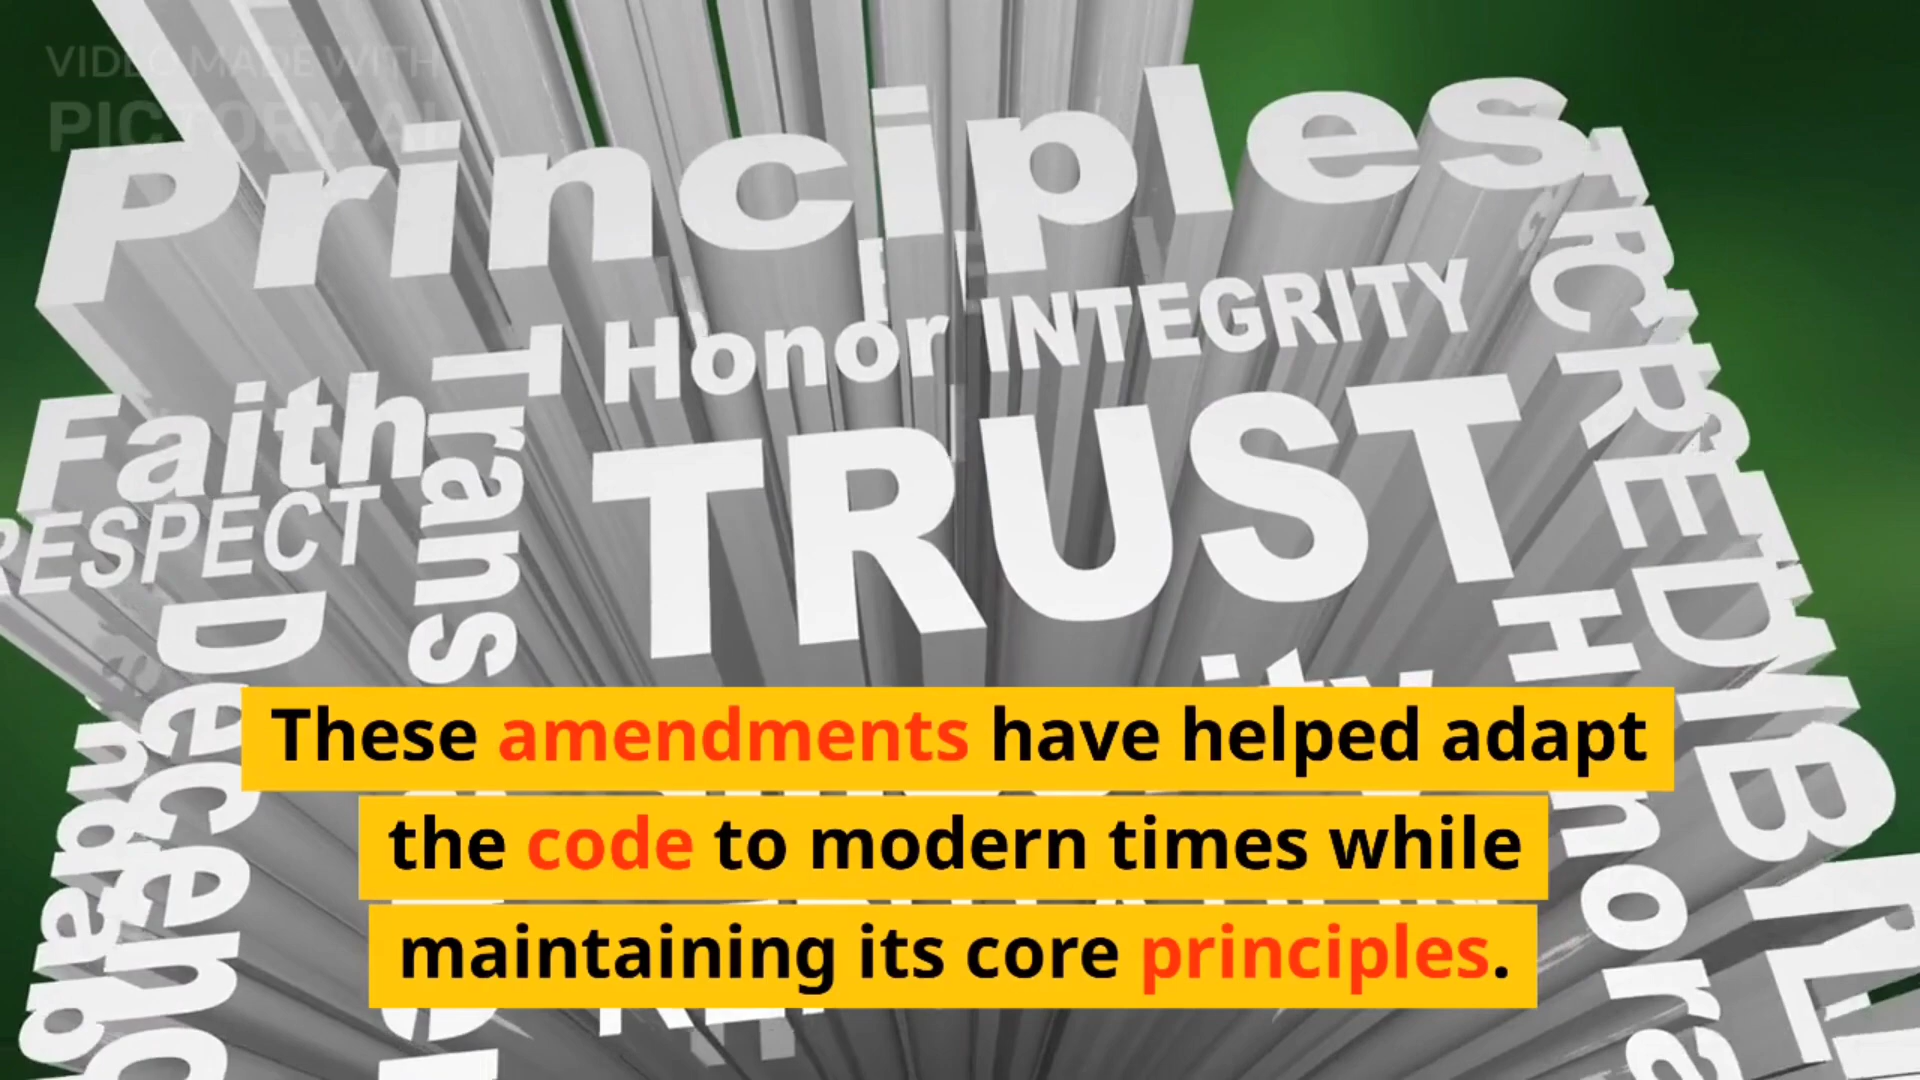 VIDEO MADE WITH
PICTORY.AI
Principles
Honor INTEGRITY
Faith
Trans
TRUST
RESPECT
These amendments have helped adapt
the code to modern times while
maintaining its core principles.